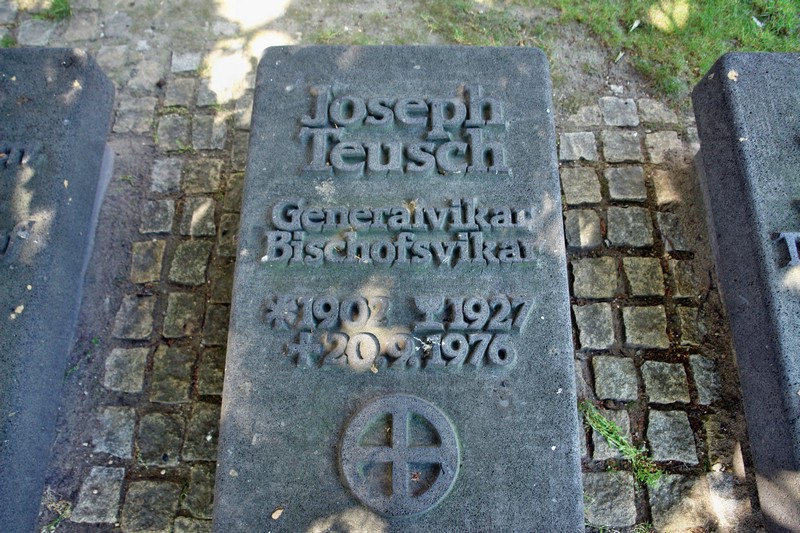 Joseph
Teusch
Generalvikar
Bischofsvikar
*1902 1927
20.9.1976